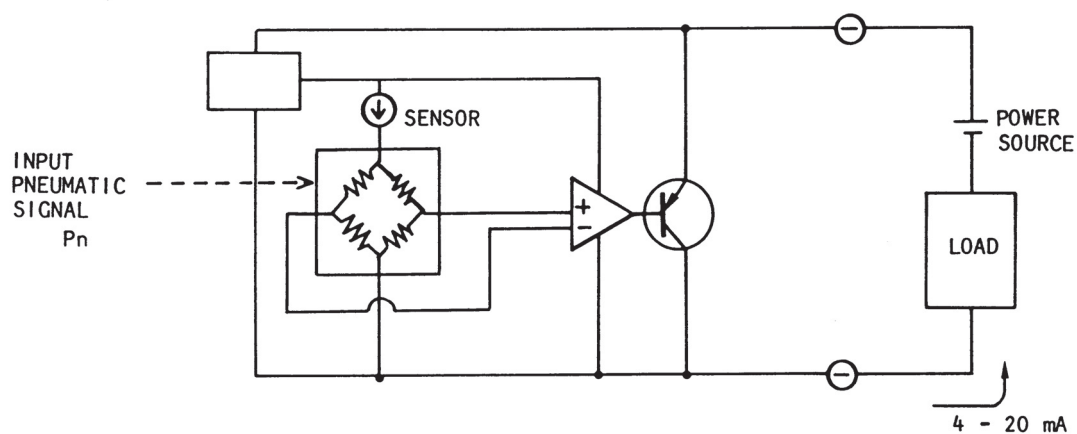 SENSOR
POWER
SOURCE
INPUT
PNEUMATIC
SIGNAL
Pn
+
−
LOAD
4 - 20 mA